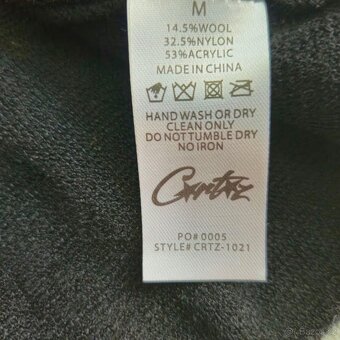 M
14.5%WOOL
32.5%NYLON
53%ACRYLIC
MADE IN CHINA
HAND WASH OR DRY
CLEAN ONLY
DO NOT TUMBLE DRY
NO IRON
Corteiz
PO# 0005
STYLE# CRTZ-1021